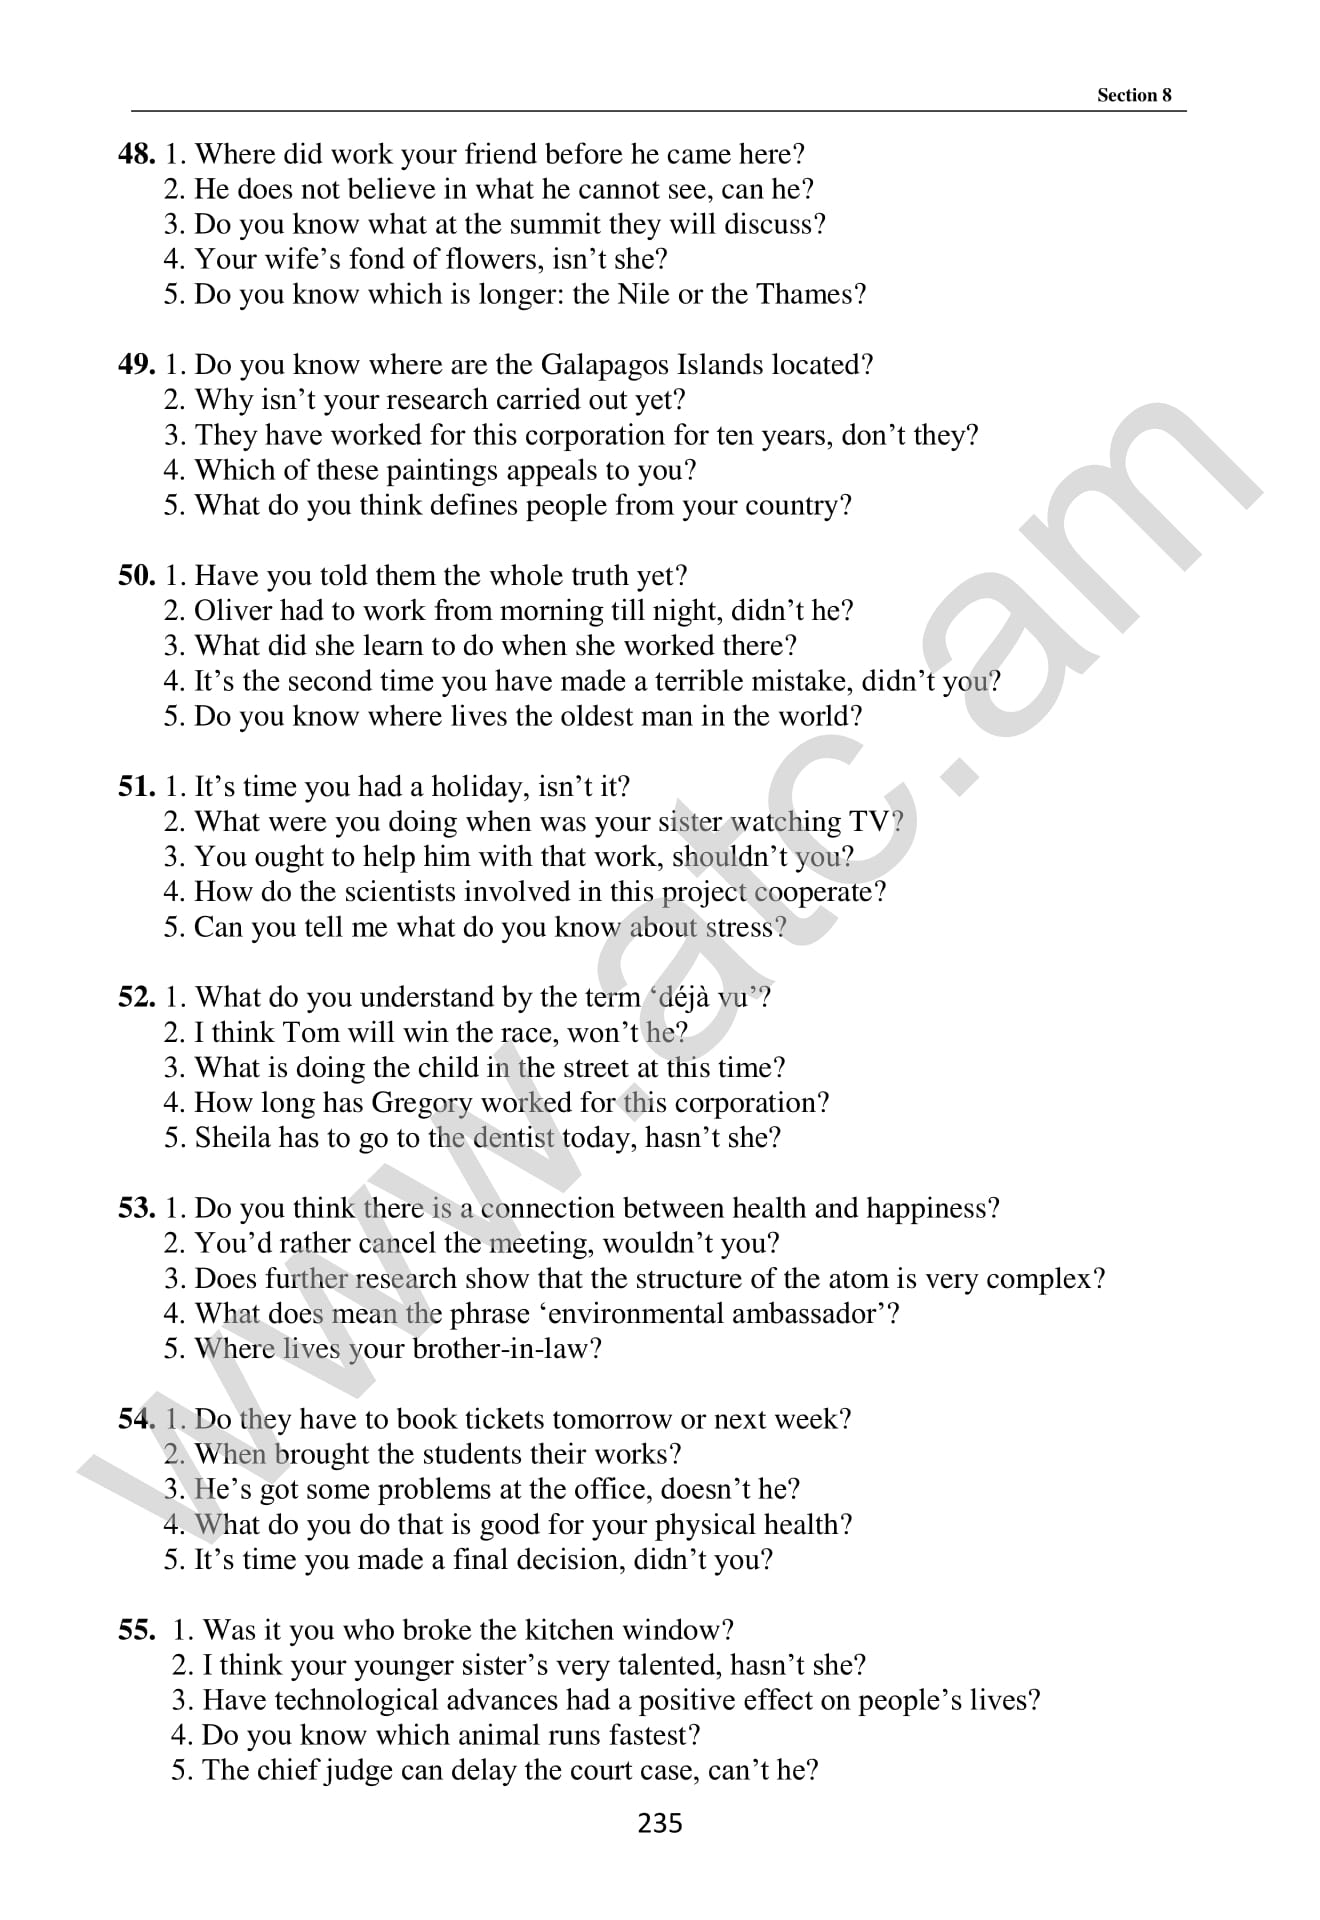 Section 8
48. 1. Where did work your friend before he came here?
2. He does not believe in what he cannot see, can he?
3. Do you know what at the summit they will discuss?
4. Your wife’s fond of flowers, isn’t she?
5. Do you know which is longer: the Nile or the Thames?
49. 1. Do you know where are the Galapagos Islands located?
2. Why isn’t your research carried out yet?
3. They have worked for this corporation for ten years, don’t they?
4. Which of these paintings appeals to you?
5. What do you think defines people from your country?
50. 1. Have you told them the whole truth yet?
2. Oliver had to work from morning till night, didn’t he?
3. What did she learn to do when she worked there?
4. It’s the second time you have made a terrible mistake, didn’t you?
5. Do you know where lives the oldest man in the world?
51. 1. It’s time you had a holiday, isn’t it?
2. What were you doing when was your sister watching TV?
3. You ought to help him with that work, shouldn’t you?
4. How do the scientists involved in this project cooperate?
5. Can you tell me what do you know about stress?
52. 1. What do you understand by the term ‘déjà vu’?
2. I think Tom will win the race, won’t he?
3. What is doing the child in the street at this time?
4. How long has Gregory worked for this corporation?
5. Sheila has to go to the dentist today, hasn’t she?
53. 1. Do you think there is a connection between health and happiness?
2. You’d rather cancel the meeting, wouldn’t you?
3. Does further research show that the structure of the atom is very complex?
4. What does mean the phrase ‘environmental ambassador’?
5. Where lives your brother-in-law?
54. 1. Do they have to book tickets tomorrow or next week?
2. When brought the students their works?
3. He’s got some problems at the office, doesn’t he?
4. What do you do that is good for your physical health?
5. It’s time you made a final decision, didn’t you?
55. 1. Was it you who broke the kitchen window?
2. I think your younger sister’s very talented, hasn’t she?
3. Have technological advances had a positive effect on people’s lives?
4. Do you know which animal runs fastest?
5. The chief judge can delay the court case, can’t he?
235
www.atc.am